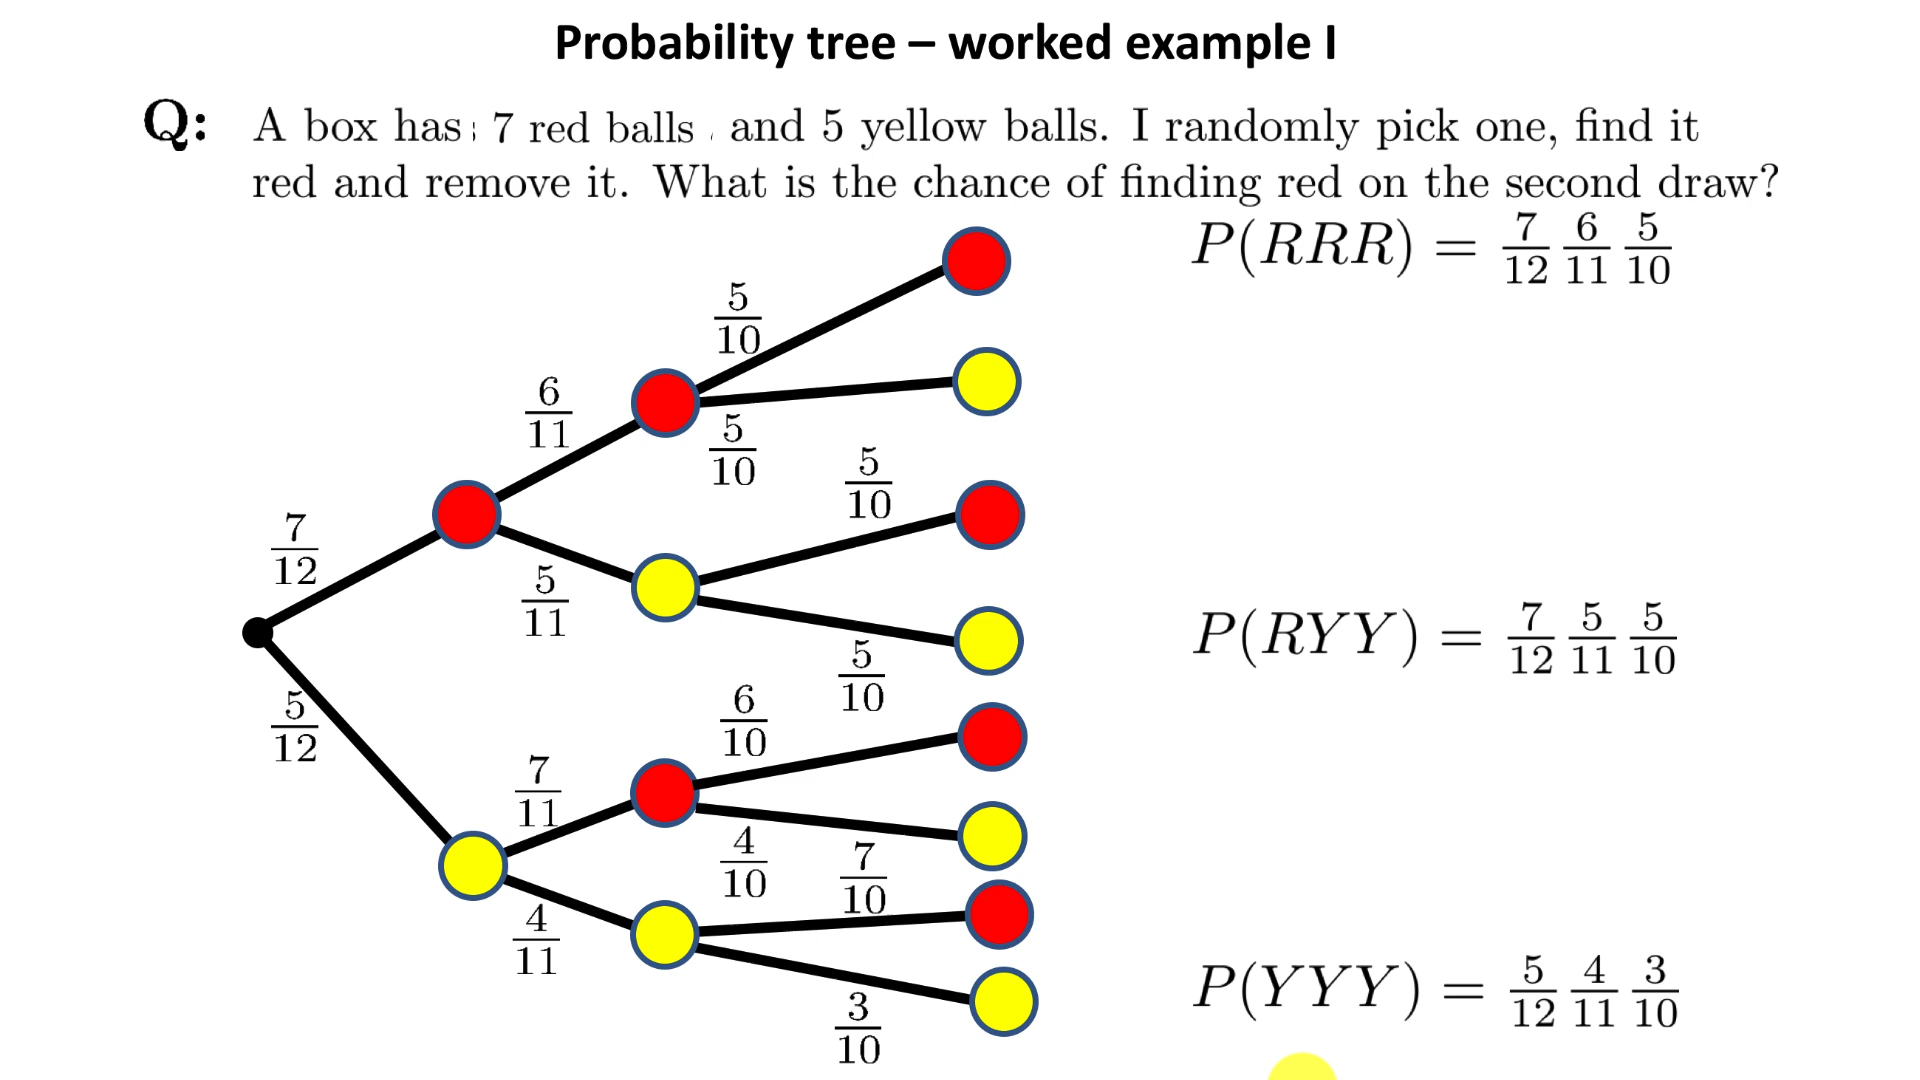 Probability tree – worked example I
Q: A box has 7 red balls and 5 yellow balls. I randomly pick one, find it
red and remove it. What is the chance of finding red on the second draw?
P(RRR) = 7/12 6/11 5/10
5/10
6/11
5/10
5/10
7/12
5/11
P(RYY) = 7/12 5/11 5/10
5/10
6/10
5/12
7/11
4/10
7/10
4/11
P(YYY) = 5/12 4/11 3/10
3/10